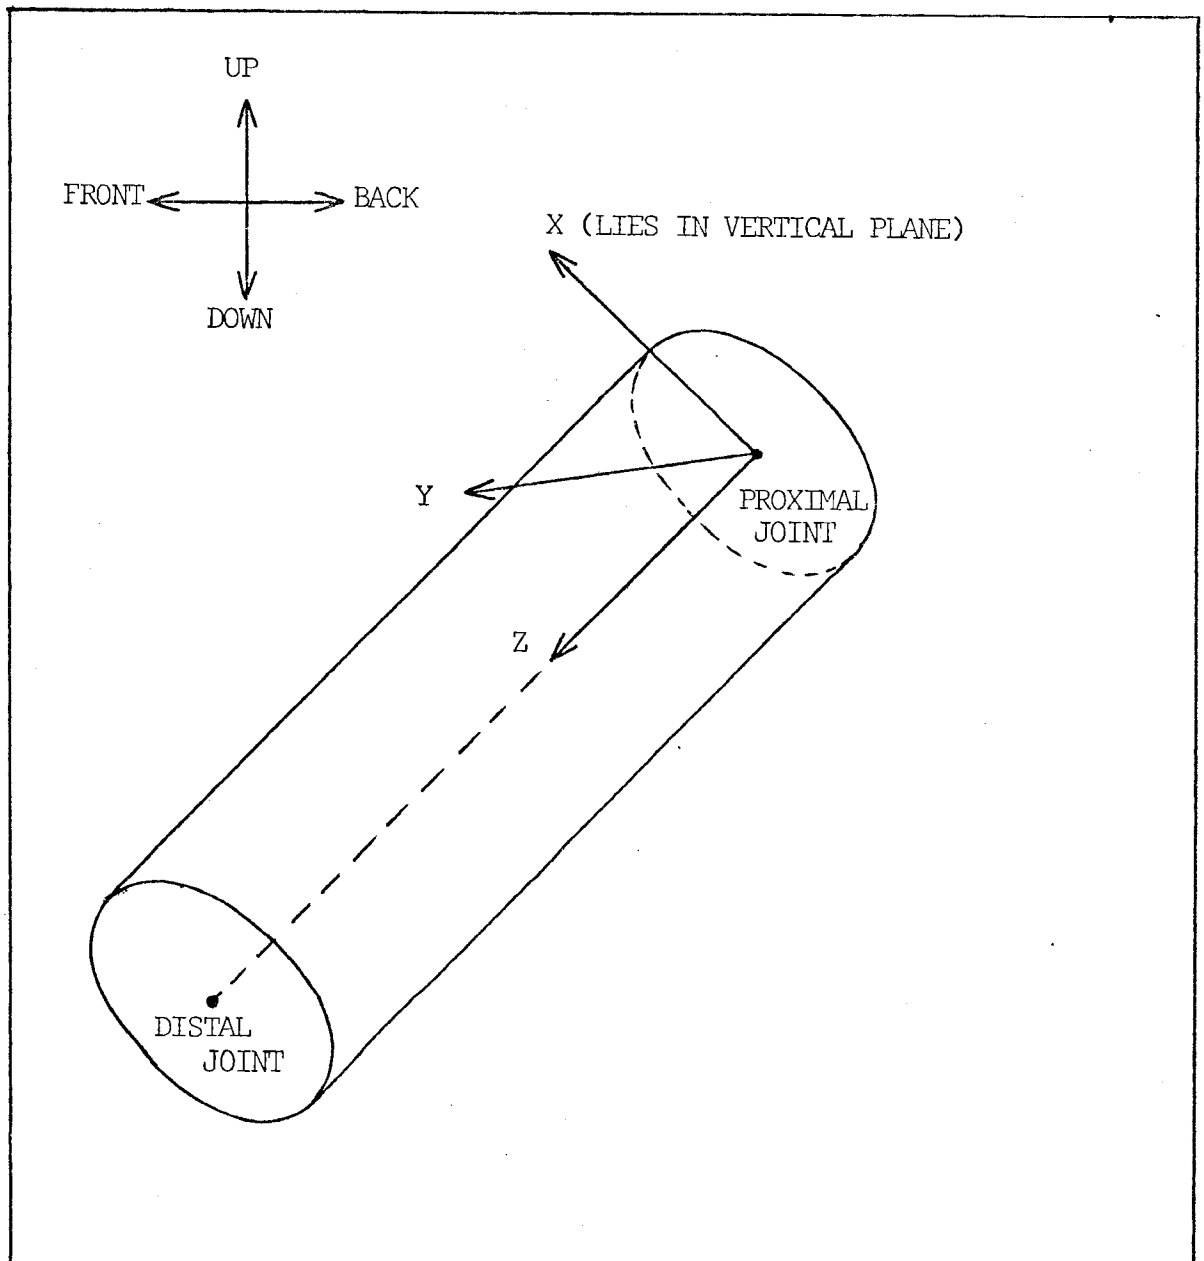 UP
FRONT
BACK
DOWN
X (LIES IN VERTICAL PLANE)
Y
PROXIMAL
JOINT
Z
DISTAL
JOINT